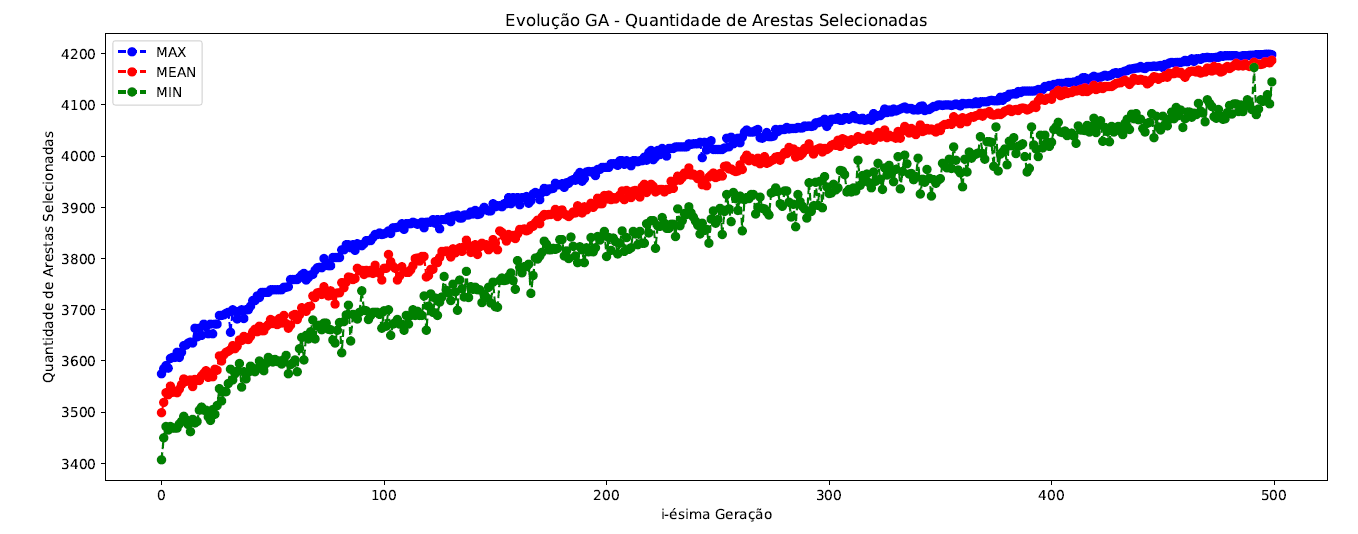 Evolução GA - Quantidade de Arestas Selecionadas
MAX
MEAN
MIN
Quantidade de Arestas Selecionadas
4200
4100
4000
3900
3800
3700
3600
3500
3400
0 100 200 300 400 500
i-ésima Geração